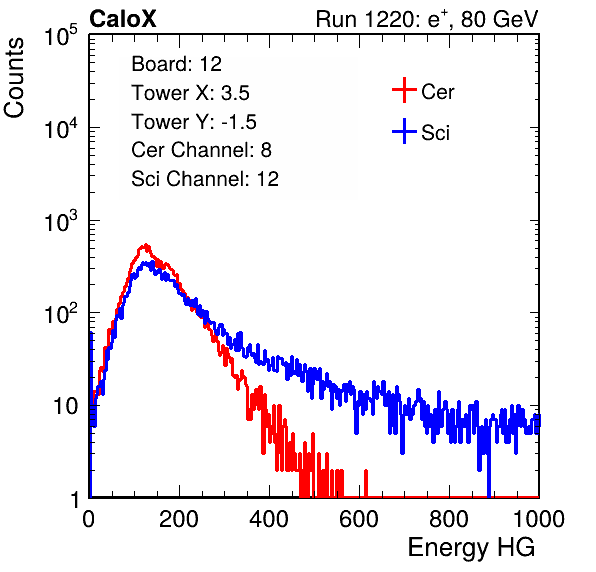 CaloX Run 1220: e⁺, 80 GeV
Counts
Board: 12
Tower X: 3.5
Tower Y: -1.5
Cer Channel: 8
Sci Channel: 12
Cer
Sci
10⁵
10⁴
10³
10²
10
1
0 200 400 600 800 1000
Energy HG